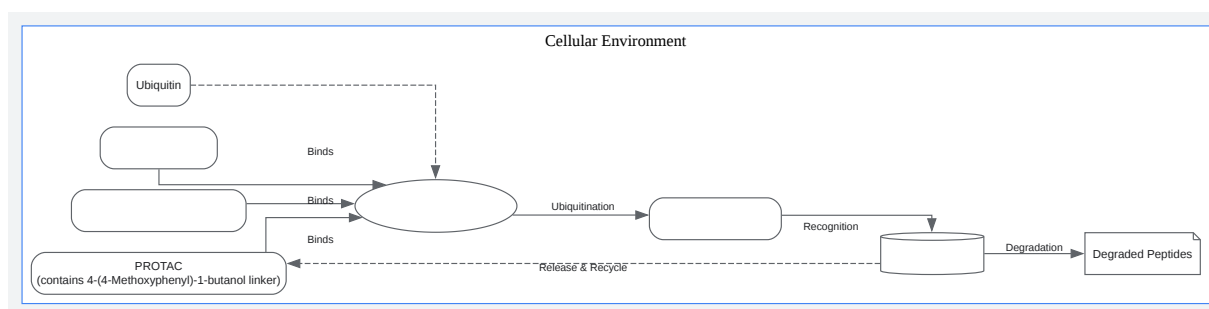 Cellular Environment
Ubiquitin
Binds
Binds
Ubiquitination
Recognition
Binds
Degradation
Degraded Peptides
PROTAC
(contains 4-(4-Methoxyphenyl)-1-butanol linker)
Release & Recycle